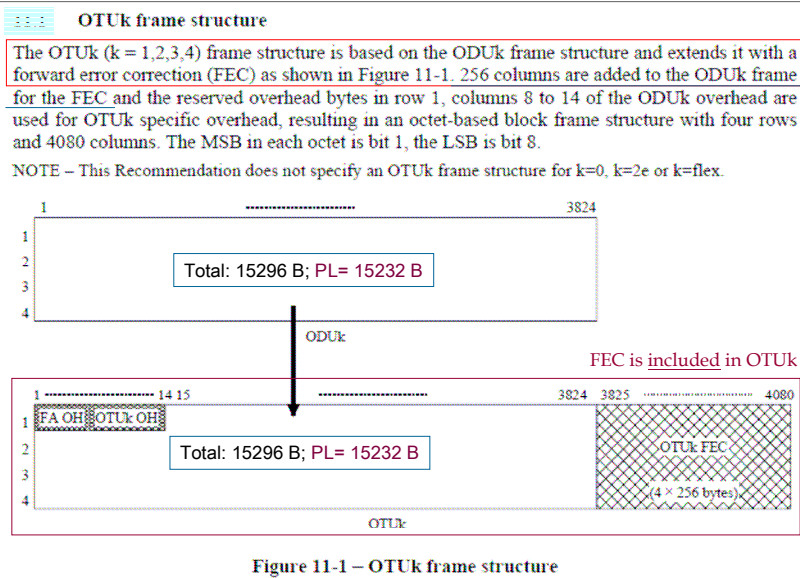 11.1 OTUk frame structure
The OTUk (k = 1,2,3,4) frame structure is based on the ODUk frame structure and extends it with a
forward error correction (FEC) as shown in Figure 11-1. 256 columns are added to the ODUk frame
for the FEC and the reserved overhead bytes in row 1, columns 8 to 14 of the ODUk overhead are
used for OTUk specific overhead, resulting in an octet-based block frame structure with four rows
and 4080 columns. The MSB in each octet is bit 1, the LSB is bit 8.
NOTE – This Recommendation does not specify an OTUk frame structure for k=0, k=2e or k=flex.
1 3824
1
2
3
4
Total: 15296 B; PL= 15232 B
ODUk
FEC is included in OTUk
1 14 15 3824 3825 4080
1
2
3
4
FA OH OTUk OH
Total: 15296 B; PL= 15232 B
OTUk FEC
(4 × 256 bytes)
OTUk
Figure 11-1 – OTUk frame structure